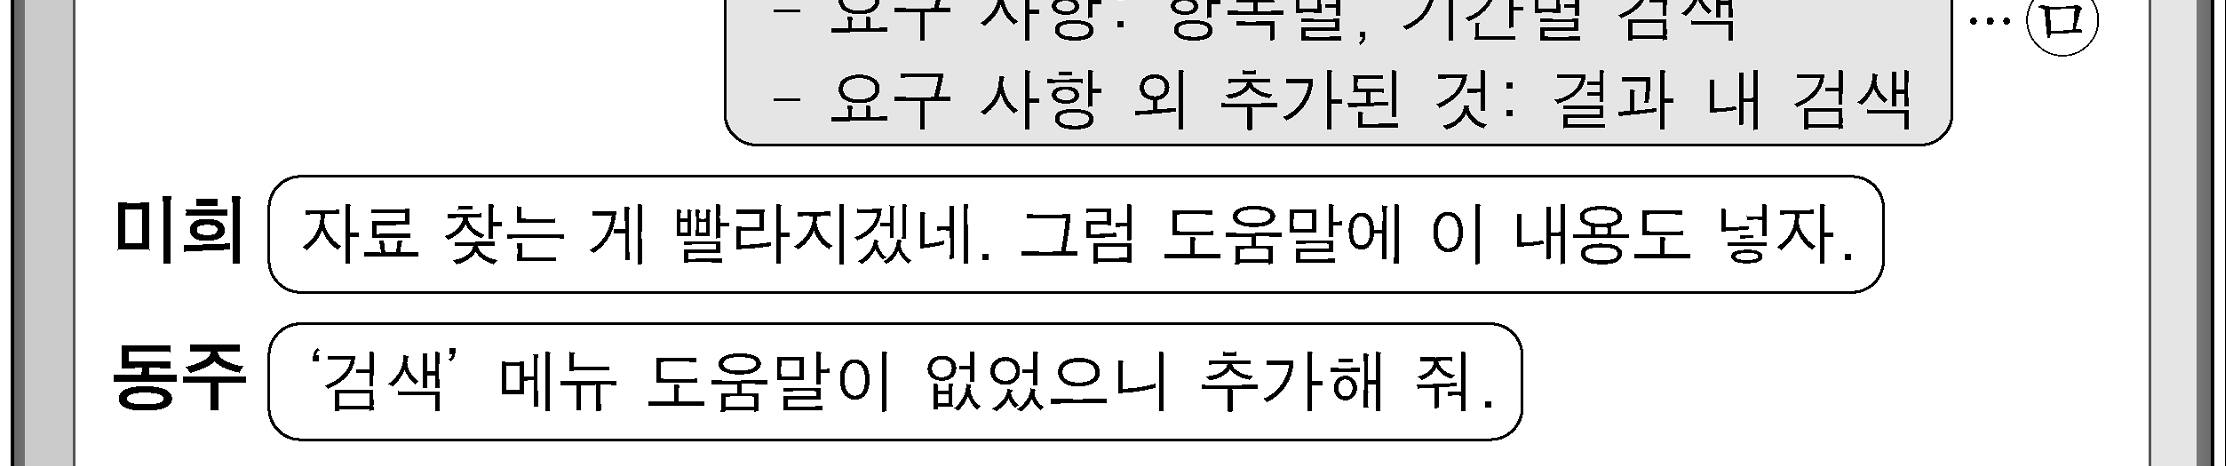 - 요구 사항: 항목별, 기간별 검색 … ㉤
- 요구 사항 외 추가된 것: 결과 내 검색
미희 자료 찾는 게 빨라지겠네. 그럼 도움말에 이 내용도 넣자.
동주 ‘검색’ 메뉴 도움말이 없었으니 추가해 줘.